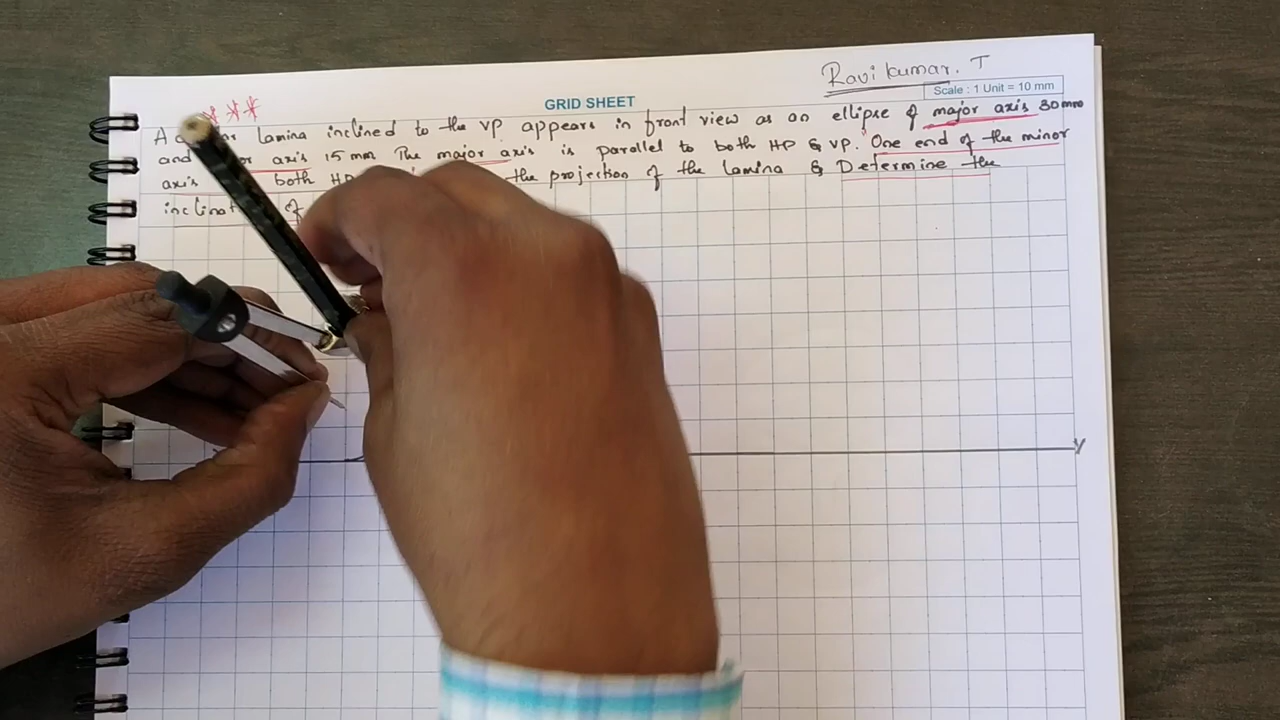 Ravi kumar. T
Scale : 1 Unit = 10 mm
GRID SHEET
A lamina inclined to the VP appears in front view as an ellipse of major axis 30mm
and axis 15 mm The major axis is parallel to both HP & VP. One end of the minor
axis both the projection of the lamina & Determine the
of
Y